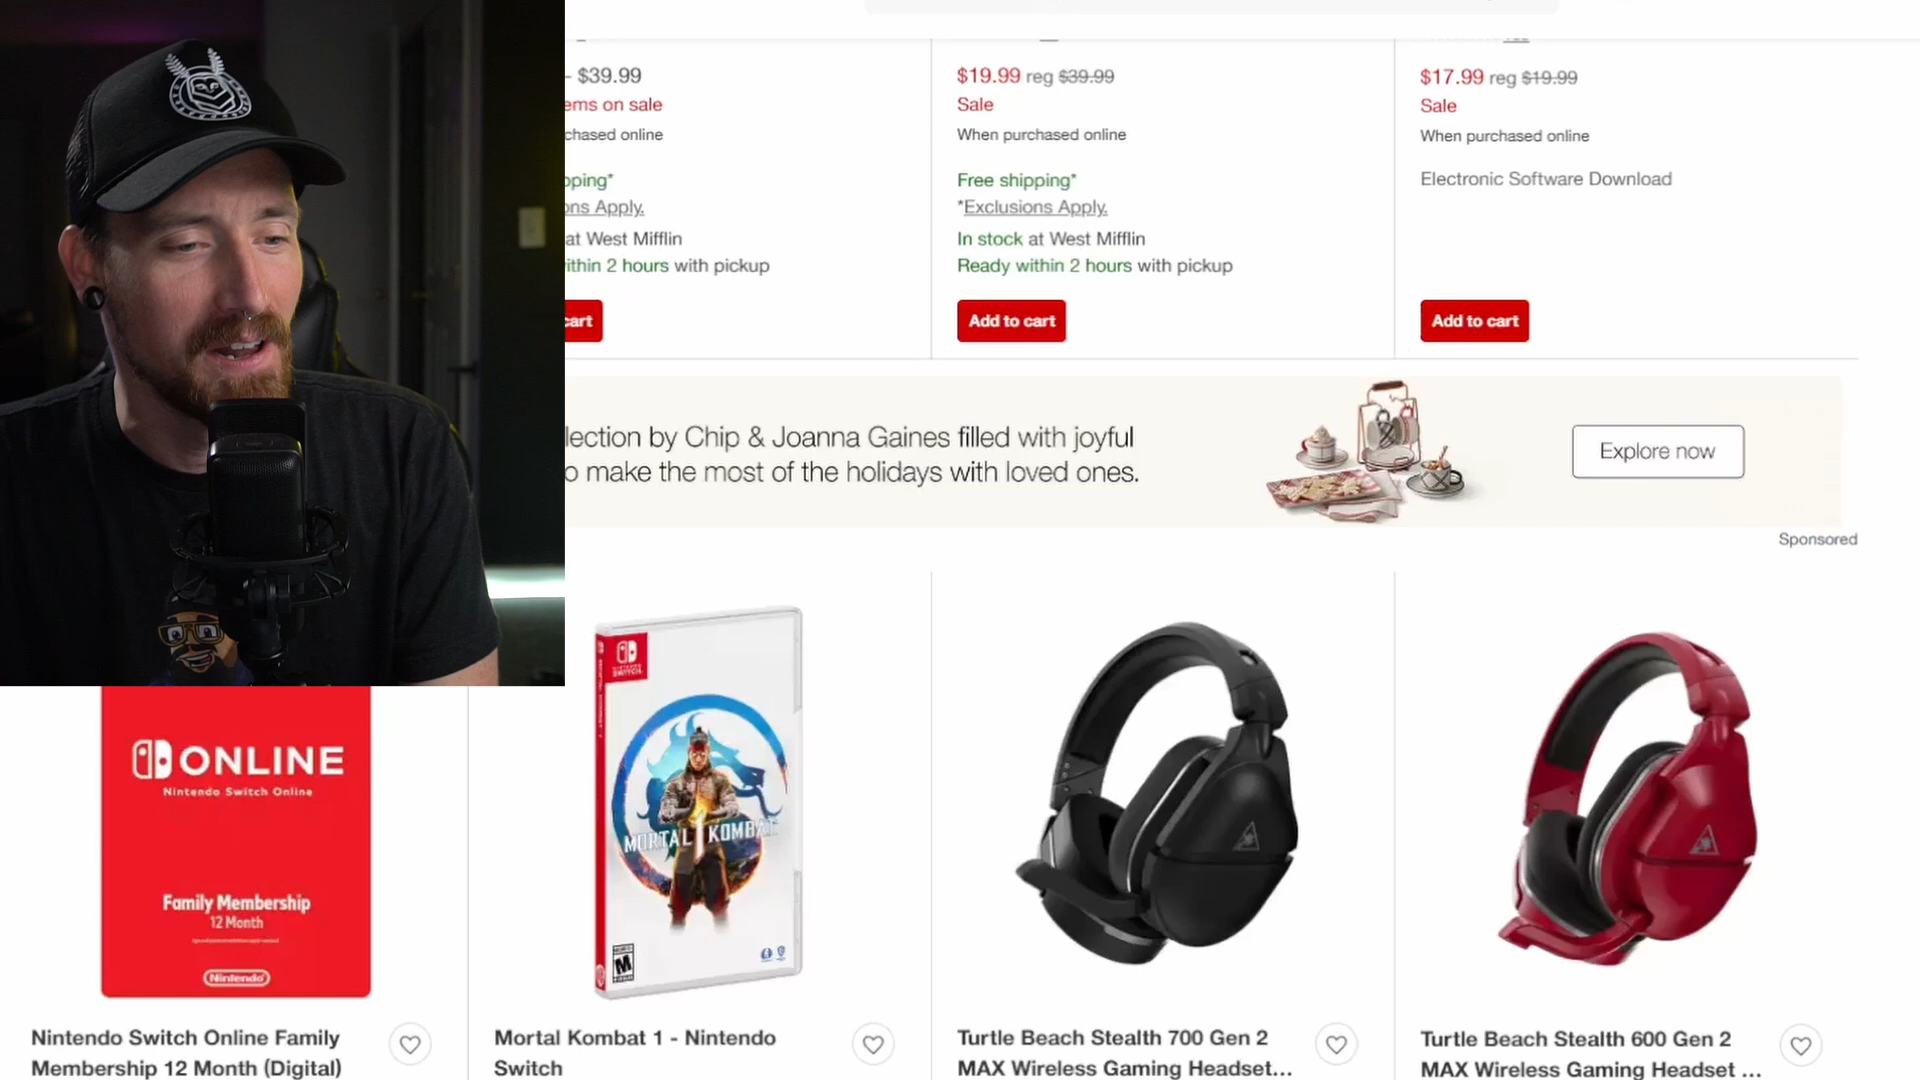 - $39.99
ems on sale
chased online
pping*
ons Apply.
at West Mifflin
ithin 2 hours with pickup
cart
$19.99 reg $39.99
Sale
When purchased online
Free shipping*
*Exclusions Apply.
In stock at West Mifflin
Ready within 2 hours with pickup
Add to cart
$17.99 reg $19.99
Sale
When purchased online
Electronic Software Download
Add to cart
lection by Chip & Joanna Gaines filled with joyful
o make the most of the holidays with loved ones.
Explore now
Sponsored
ONLINE
Nintendo Switch Online
Family Membership
12 Month
Nintendo
Nintendo Switch Online Family
Membership 12 Month (Digital)
NINTENDO
SWITCH
MORTAL KOMBAT
1
M
Mortal Kombat 1 - Nintendo
Switch
Turtle Beach Stealth 700 Gen 2
MAX Wireless Gaming Headset...
Turtle Beach Stealth 600 Gen 2
MAX Wireless Gaming Headset ...